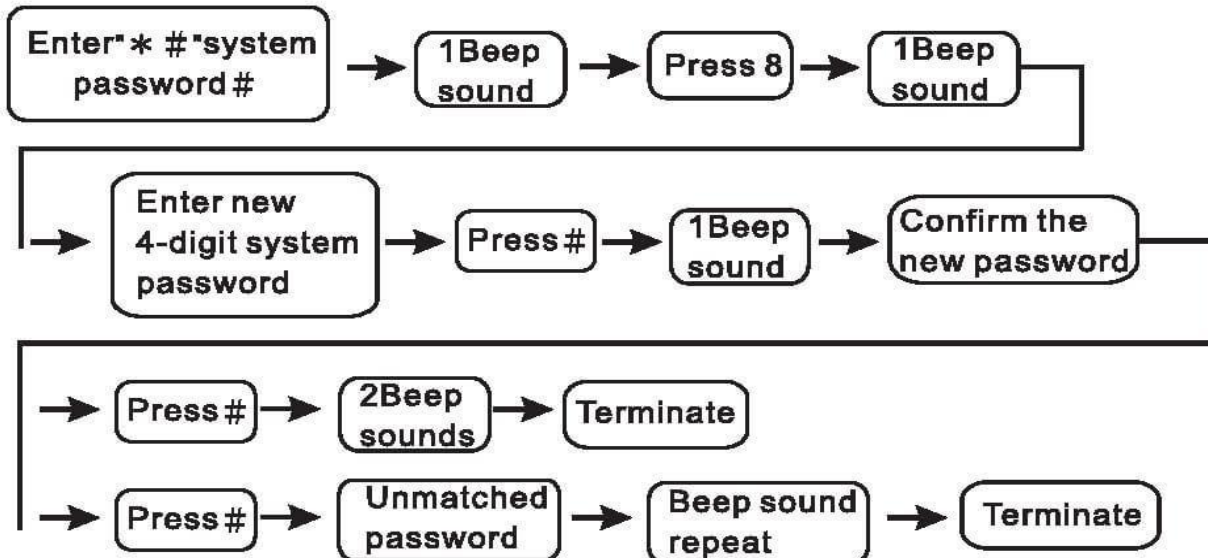 Enter"* #"system
password#
1Beep
sound
Press 8
1Beep
sound
Enter new
4-digit system
password
Press#
1Beep
sound
Confirm the
new password
Press#
2Beep
sounds
Terminate
Press#
Unmatched
password
Beep sound
repeat
Terminate